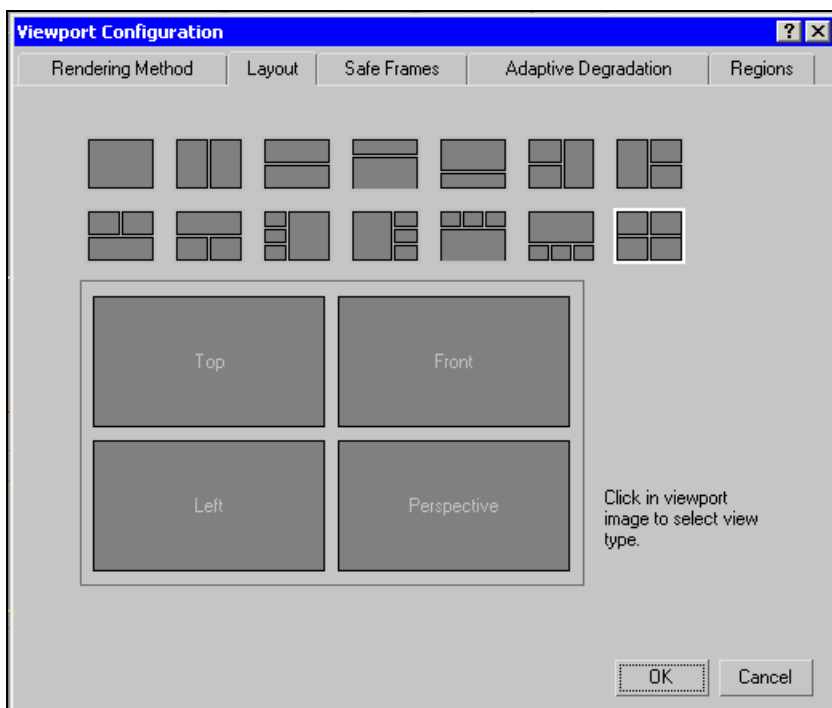 Viewport Configuration
Rendering Method Layout Safe Frames Adaptive Degradation Regions
Top Front
Left Perspective
Click in viewport
image to select view
type.
OK Cancel